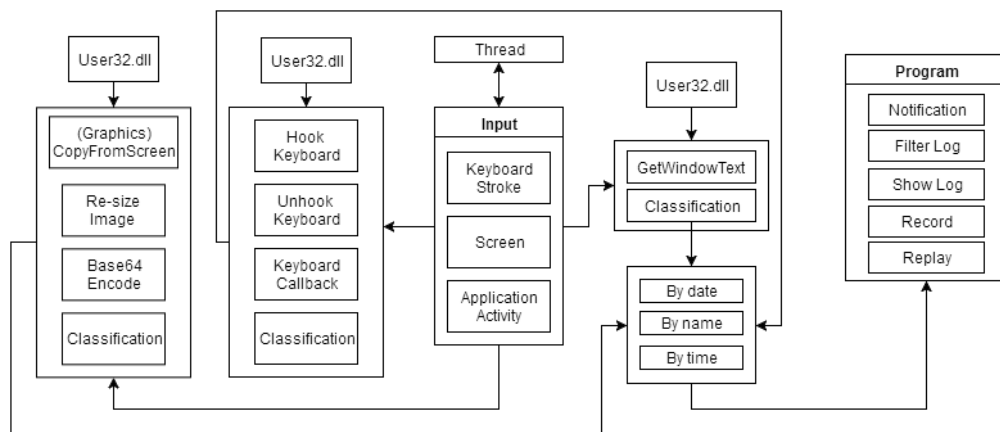 User32.dll
(Graphics)
CopyFromScreen
Re-size
Image
Base64
Encode
Classification
User32.dll
Hook
Keyboard
Unhook
Keyboard
Keyboard
Callback
Classification
Thread
Input
Keyboard
Stroke
Screen
Application
Activity
User32.dll
GetWindowText
Classification
By date
By name
By time
Program
Notification
Filter Log
Show Log
Record
Replay